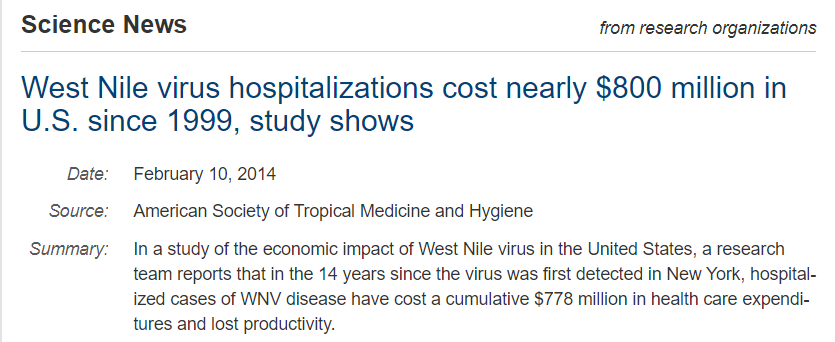 Science News
from research organizations
West Nile virus hospitalizations cost nearly $800 million in
U.S. since 1999, study shows
Date: February 10, 2014
Source: American Society of Tropical Medicine and Hygiene
Summary: In a study of the economic impact of West Nile virus in the United States, a research
team reports that in the 14 years since the virus was first detected in New York, hospital-
ized cases of WNV disease have cost a cumulative $778 million in health care expendi-
tures and lost productivity.